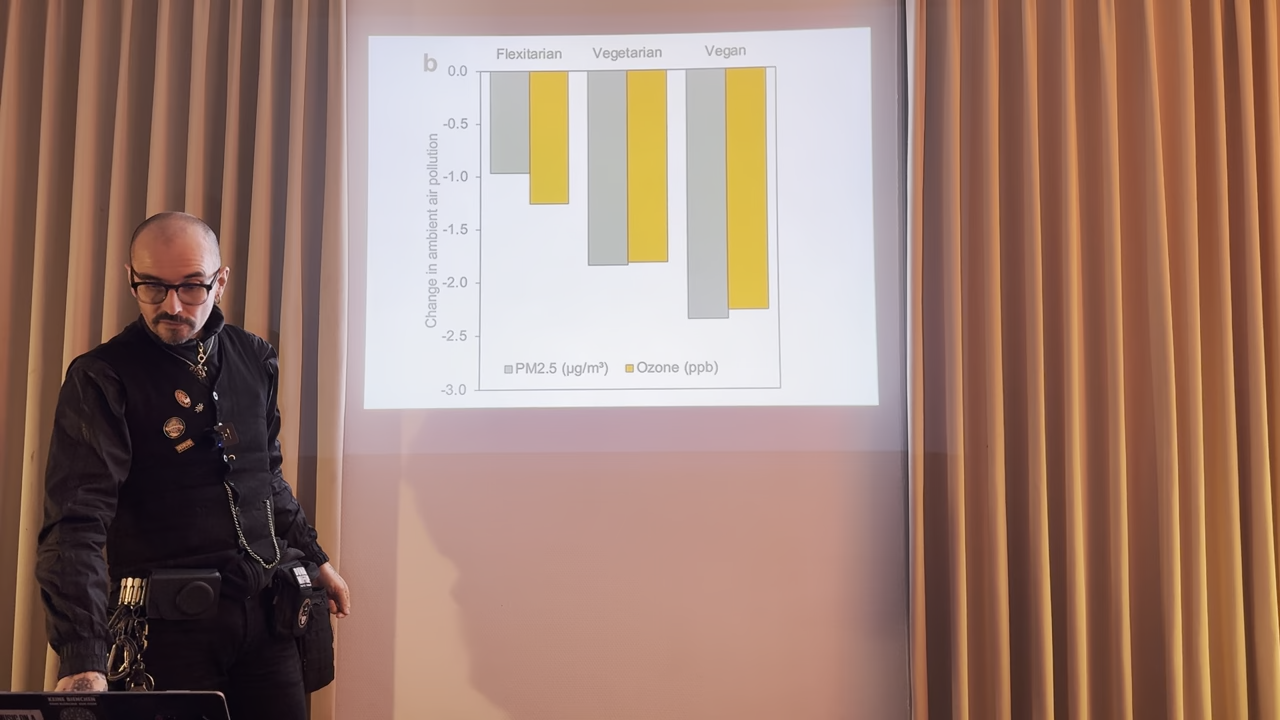 b
Flexitarian Vegetarian Vegan
0.0
-0.5
-1.0
-1.5
-2.0
-2.5
-3.0
Change in ambient air pollution
PM2.5 (µg/m³) Ozone (ppb)